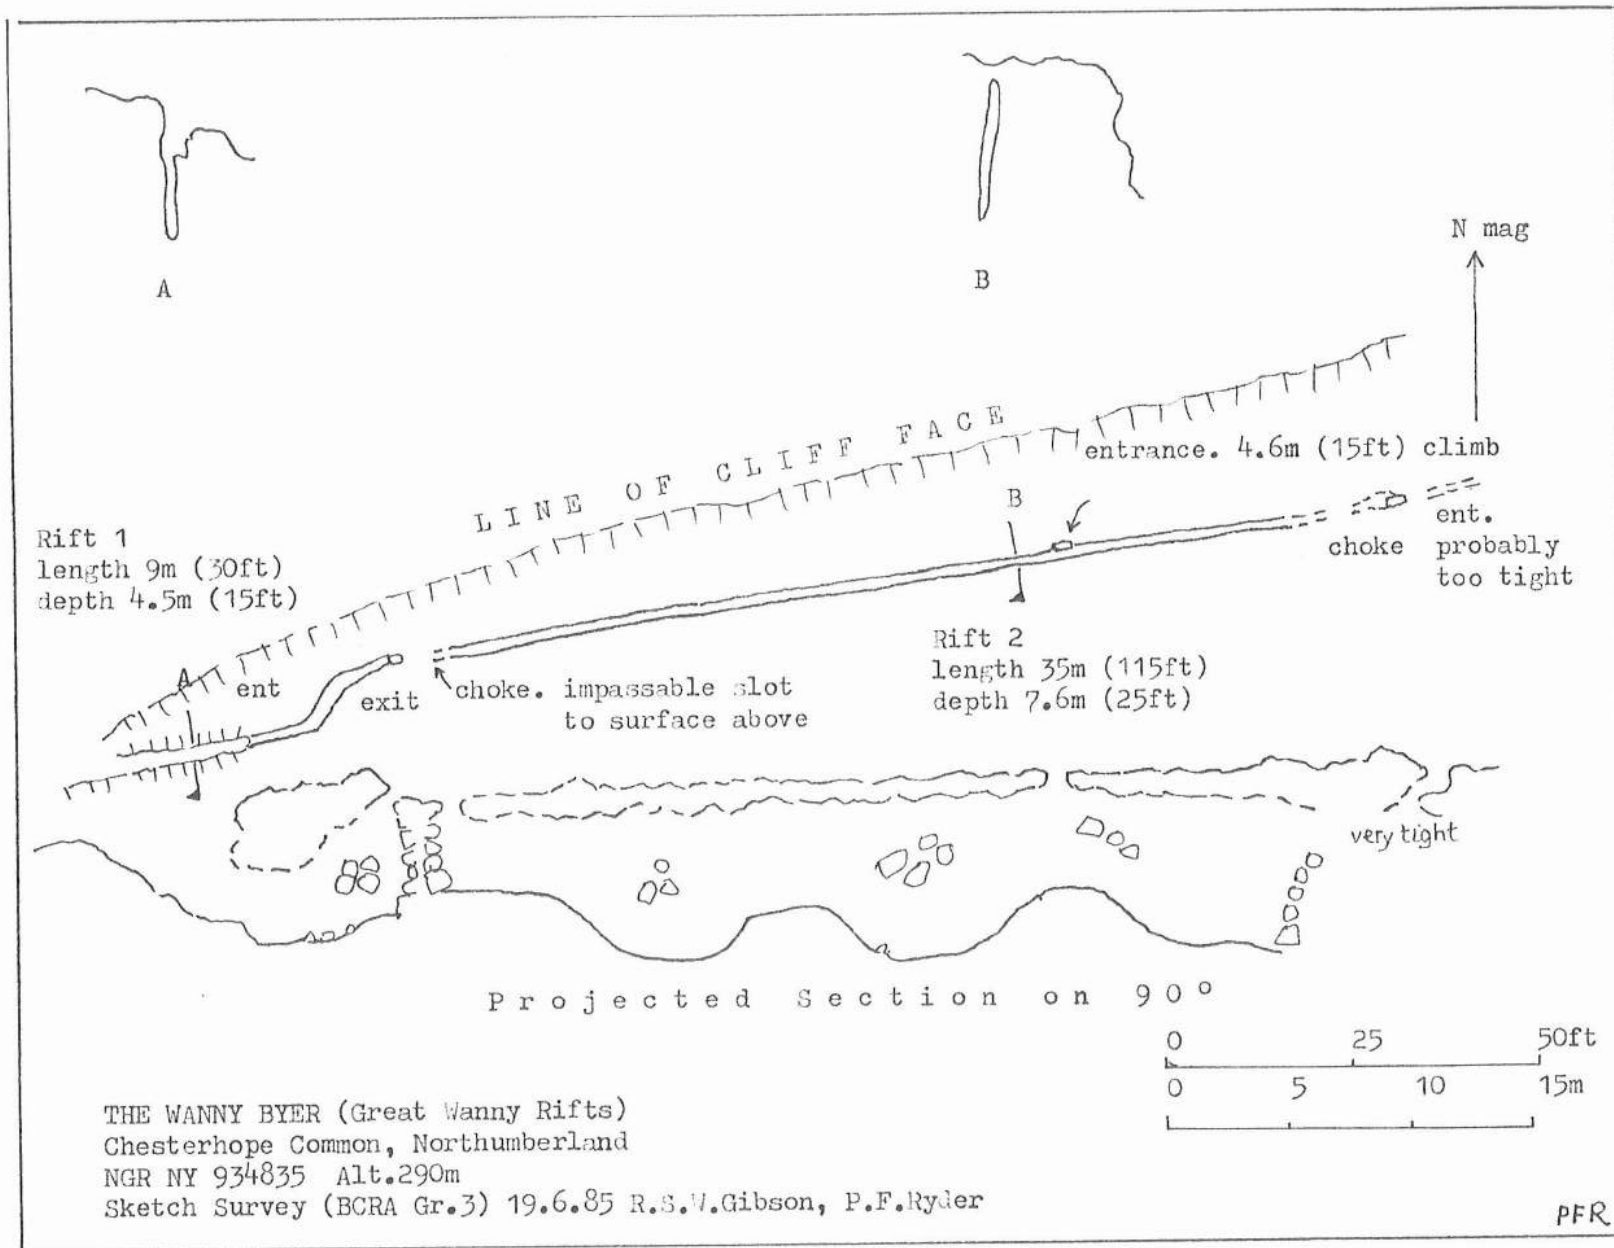 A
B
N mag
LINE OF CLIFF FACE
entrance. 4.6m (15ft) climb
B
Rift 1
length 9m (30ft)
depth 4.5m (15ft)
ent.
choke probably
too tight
A
ent
exit
choke. impassable slot
to surface above
Rift 2
length 35m (115ft)
depth 7.6m (25ft)
very tight
Projected Section on 90°
0 25 50ft
0 5 10 15m
THE WANNY BYER (Great Wanny Rifts)
Chesterhope Common, Northumberland
NGR NY 934835 Alt.290m
Sketch Survey (BCRA Gr.3) 19.6.85 R.S.W.Gibson, P.F.Ryder
PFR